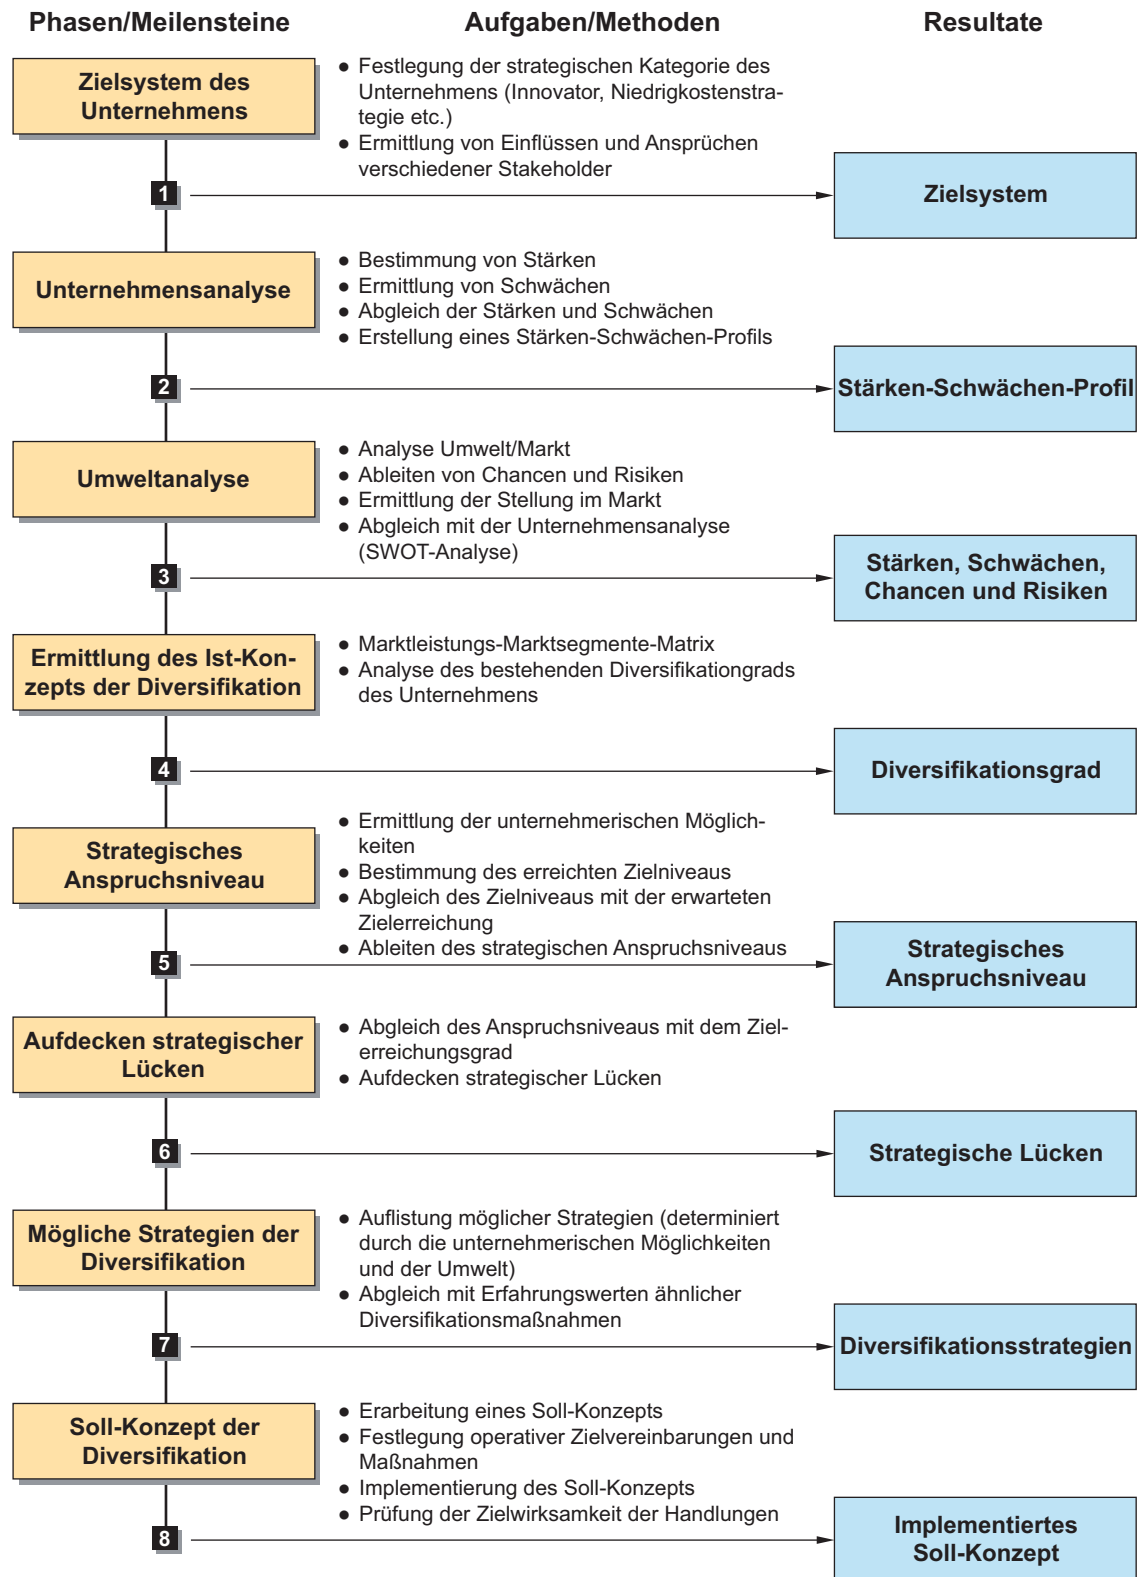 Phasen/Meilensteine
Aufgaben/Methoden
Resultate
Zielsystem des
Unternehmens
● Festlegung der strategischen Kategorie des
Unternehmens (Innovator, Niedrigkostenstra-
tegie etc.)
● Ermittlung von Einflüssen und Ansprüchen
verschiedener Stakeholder
1
Zielsystem
Unternehmensanalyse
● Bestimmung von Stärken
● Ermittlung von Schwächen
● Abgleich der Stärken und Schwächen
● Erstellung eines Stärken-Schwächen-Profils
2
Stärken-Schwächen-Profil
Umweltanalyse
● Analyse Umwelt/Markt
● Ableiten von Chancen und Risiken
● Ermittlung der Stellung im Markt
● Abgleich mit der Unternehmensanalyse
(SWOT-Analyse)
3
Stärken, Schwächen,
Chancen und Risiken
Ermittlung des Ist-Kon-
zepts der Diversifikation
● Marktleistungs-Marktsegmente-Matrix
● Analyse des bestehenden Diversifikationgrads
des Unternehmens
4
Diversifikationsgrad
Strategisches
Anspruchsniveau
● Ermittlung der unternehmerischen Möglich-
keiten
● Bestimmung des erreichten Zielniveaus
● Abgleich des Zielniveaus mit der erwarteten
Zielerreichung
● Ableiten des strategischen Anspruchsniveaus
5
Strategisches
Anspruchsniveau
Aufdecken strategischer
Lücken
● Abgleich des Anspruchsniveaus mit dem Ziel-
erreichungsgrad
● Aufdecken strategischer Lücken
6
Strategische Lücken
Mögliche Strategien der
Diversifikation
● Auflistung möglicher Strategien (determiniert
durch die unternehmerischen Möglichkeiten
und der Umwelt)
● Abgleich mit Erfahrungswerten ähnlicher
Diversifikationsmaßnahmen
7
Diversifikationsstrategien
Soll-Konzept der
Diversifikation
● Erarbeitung eines Soll-Konzepts
● Festlegung operativer Zielvereinbarungen und
Maßnahmen
● Implementierung des Soll-Konzepts
● Prüfung der Zielwirksamkeit der Handlungen
8
Implementiertes
Soll-Konzept